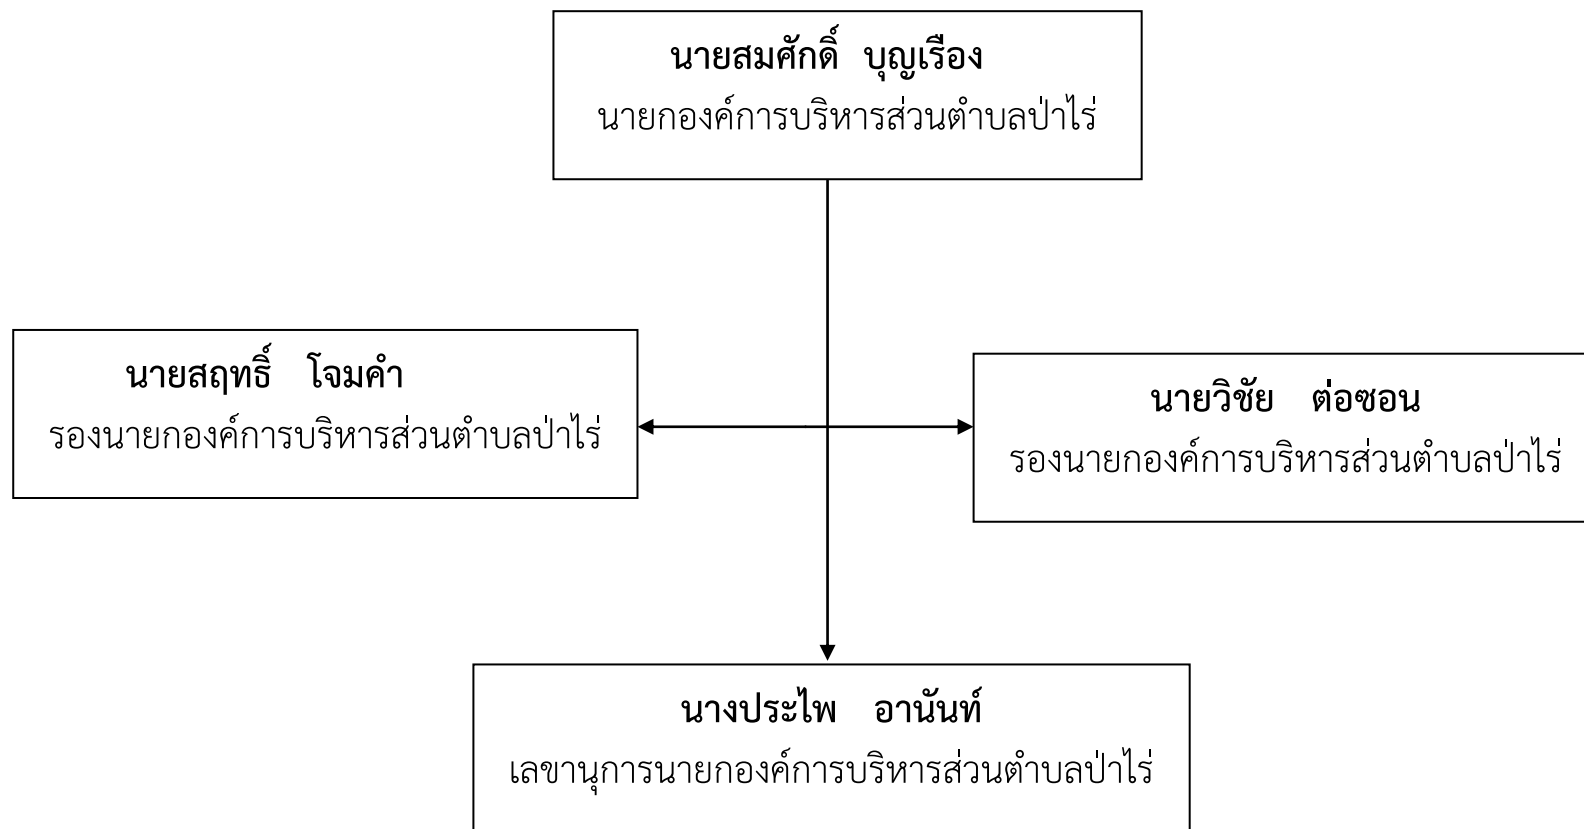 นายสมศักดิ์ บุญเรือง
นายกองค์การบริหารส่วนตำบลป่าไร่
นายสฤทธิ์ โจมคำ
รองนายกองค์การบริหารส่วนตำบลป่าไร่
นายวิชัย ต่อซอน
รองนายกองค์การบริหารส่วนตำบลป่าไร่
นางประไพ อานันท์
เลขานุการนายกองค์การบริหารส่วนตำบลป่าไร่